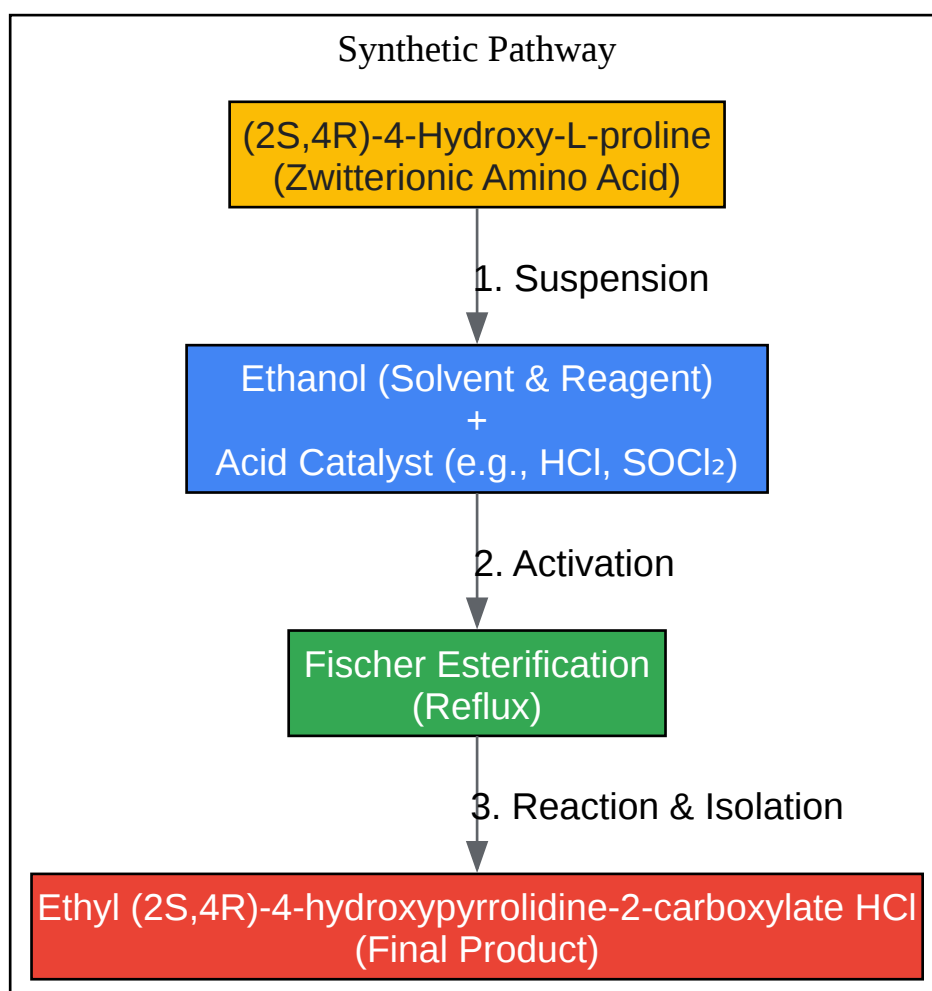 Synthetic Pathway
(2S,4R)-4-Hydroxy-L-proline
(Zwitterionic Amino Acid)
1. Suspension
Ethanol (Solvent & Reagent)
+
Acid Catalyst (e.g., HCl, SOCl₂)
2. Activation
Fischer Esterification
(Reflux)
3. Reaction & Isolation
Ethyl (2S,4R)-4-hydroxypyrrolidine-2-carboxylate HCl
(Final Product)